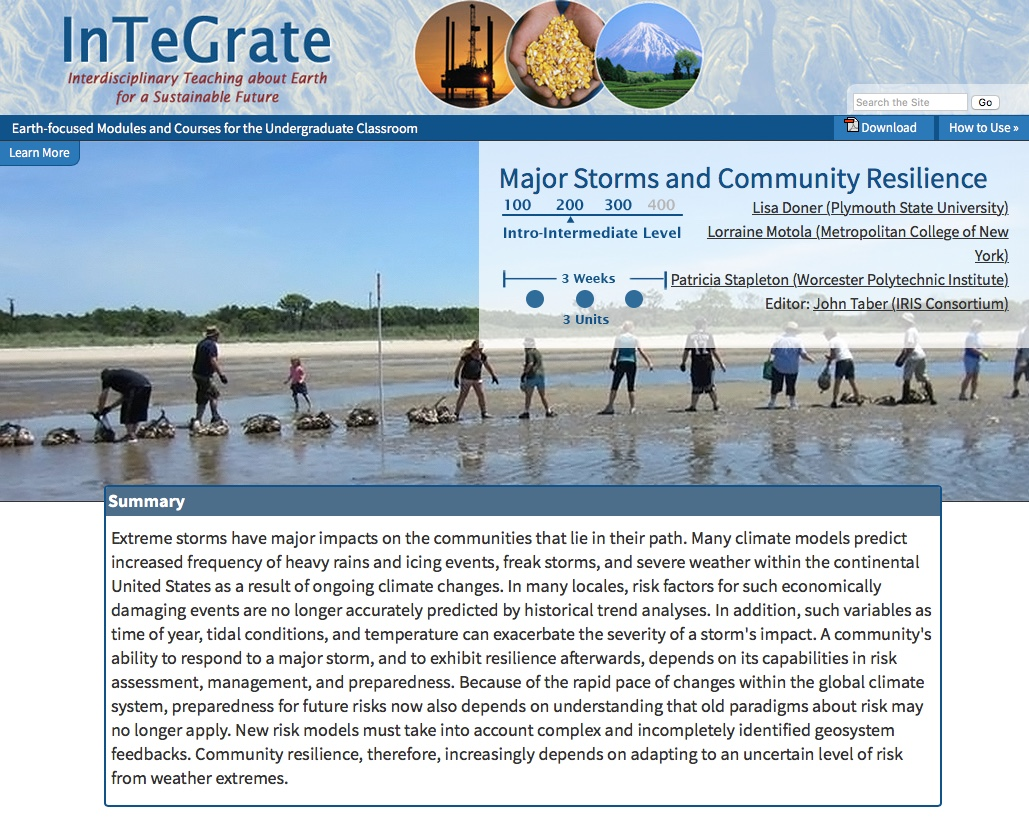 InTeGrate
Interdisciplinary Teaching about Earth
for a Sustainable Future
Search the Site
Go
Earth-focused Modules and Courses for the Undergraduate Classroom
Download
How to Use »
Learn More
Major Storms and Community Resilience
100 200 300 400
Intro-Intermediate Level
3 Weeks
3 Units
Lisa Doner (Plymouth State University)
Lorraine Motola (Metropolitan College of New
York)
Patricia Stapleton (Worcester Polytechnic Institute)
Editor: John Taber (IRIS Consortium)
Summary
Extreme storms have major impacts on the communities that lie in their path. Many climate models predict
increased frequency of heavy rains and icing events, freak storms, and severe weather within the continental
United States as a result of ongoing climate changes. In many locales, risk factors for such economically
damaging events are no longer accurately predicted by historical trend analyses. In addition, such variables as
time of year, tidal conditions, and temperature can exacerbate the severity of a storm's impact. A community's
ability to respond to a major storm, and to exhibit resilience afterwards, depends on its capabilities in risk
assessment, management, and preparedness. Because of the rapid pace of changes within the global climate
system, preparedness for future risks now also depends on understanding that old paradigms about risk may
no longer apply. New risk models must take into account complex and incompletely identified geosystem
feedbacks. Community resilience, therefore, increasingly depends on adapting to an uncertain level of risk
from weather extremes.